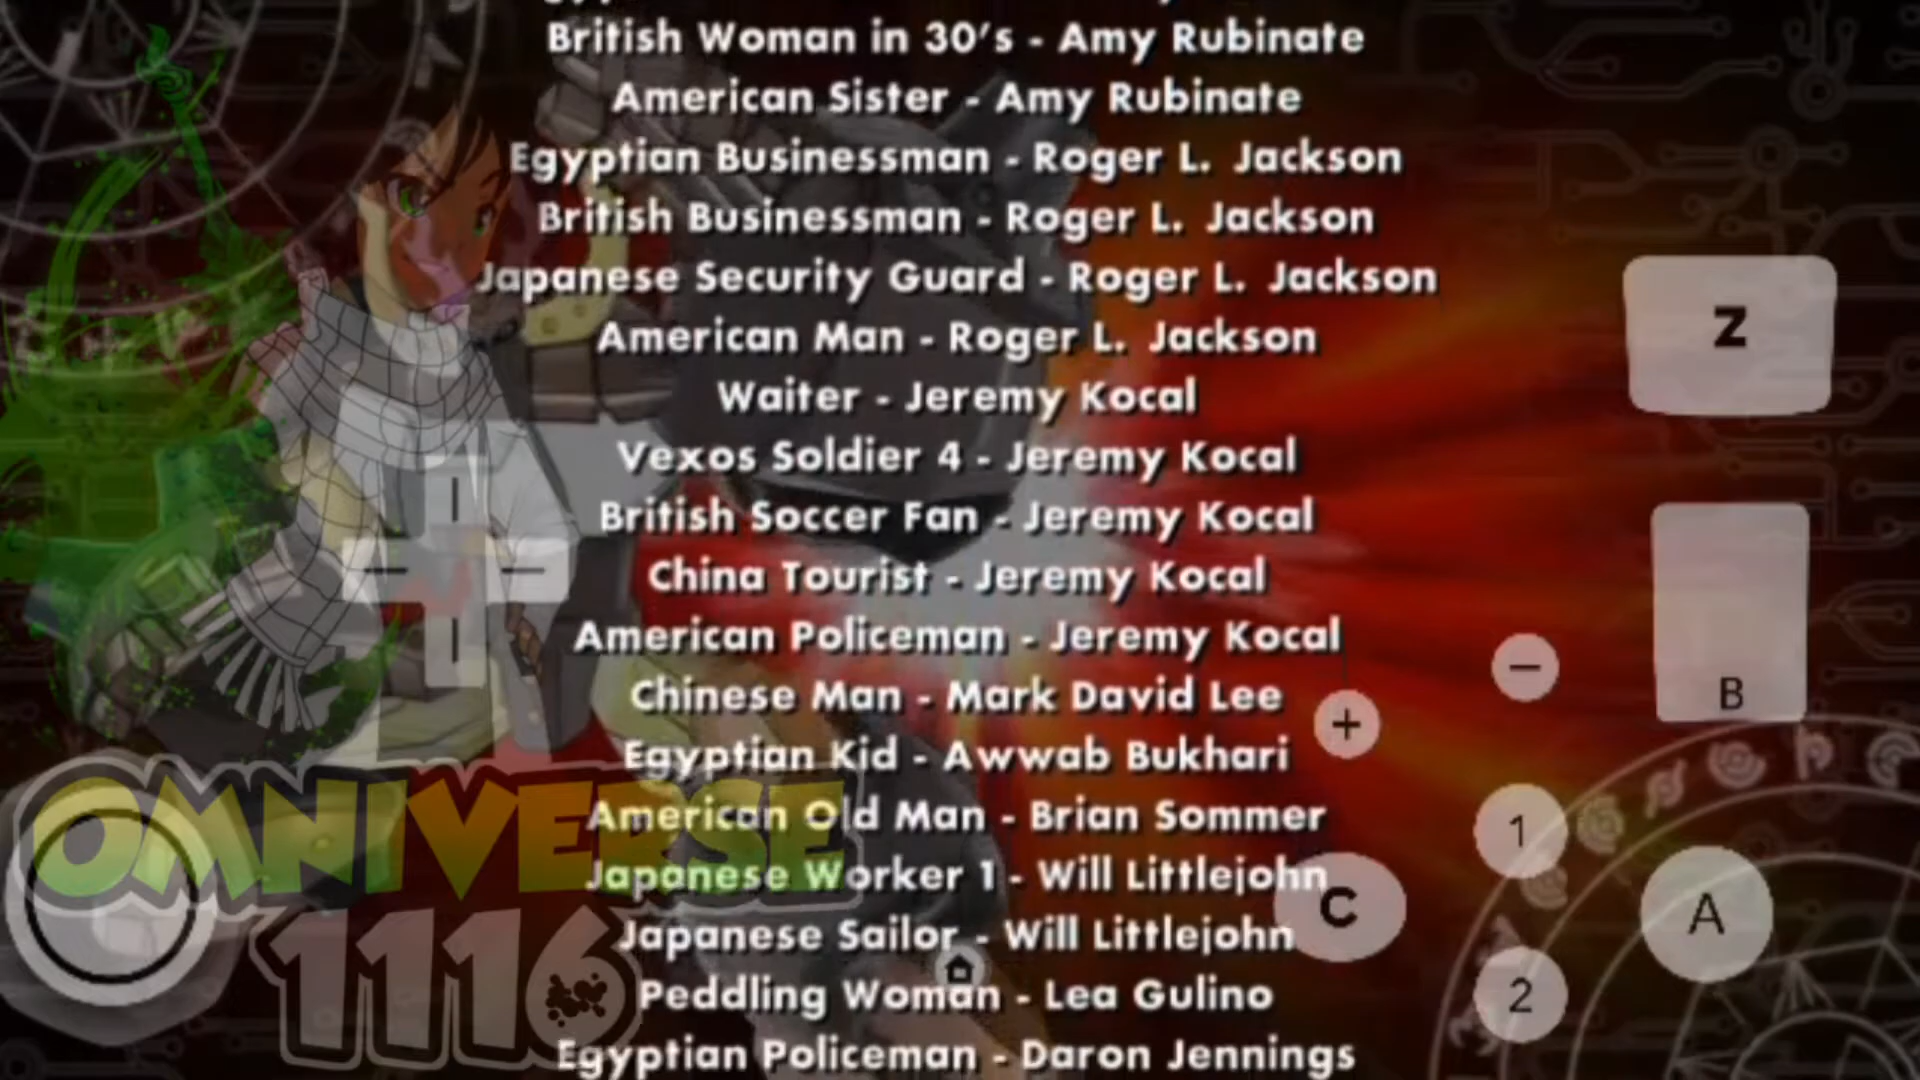 British Woman in 30's - Amy Rubinate
American Sister - Amy Rubinate
Egyptian Businessman - Roger L. Jackson
British Businessman - Roger L. Jackson
Japanese Security Guard - Roger L. Jackson
American Man - Roger L. Jackson
Z
Waiter - Jeremy Kocal
Vexos Soldier 4 - Jeremy Kocal
British Soccer Fan - Jeremy Kocal
China Tourist - Jeremy Kocal
American Policeman - Jeremy Kocal
−
B
Chinese Man - Mark David Lee
+
Egyptian Kid - Awwab Bukhari
American Old Man - Brian Sommer
OMNIVERSE
1
Japanese Worker 1 - Will Littlejohn
C
A
Japanese Sailor - Will Littlejohn
1116
Peddling Woman - Lea Gulino
2
Egyptian Policeman - Daron Jennings